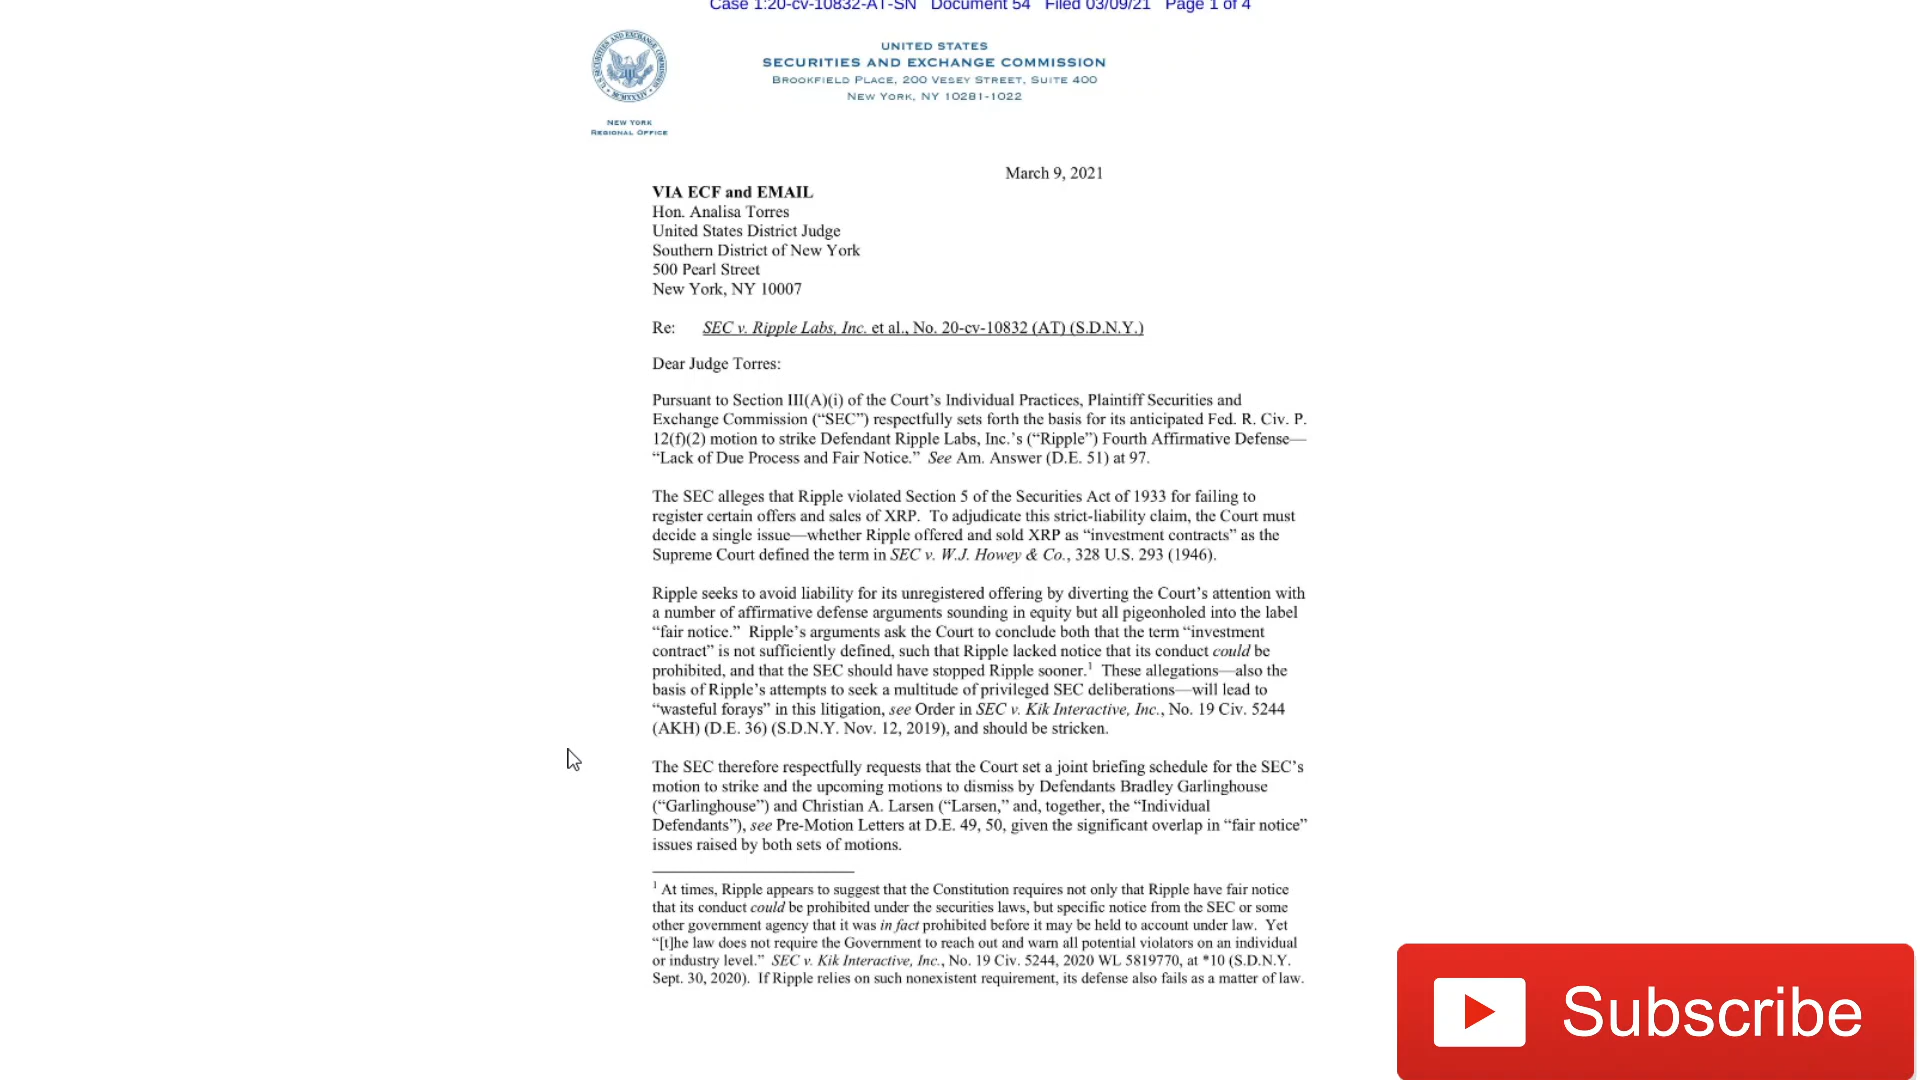 Case 1:20-cv-10832-AT-SN Document 54 Filed 03/09/21 Page 1 of 4
UNITED STATES
SECURITIES AND EXCHANGE COMMISSION
BROOKFIELD PLACE, 200 VESEY STREET, SUITE 400
NEW YORK, NY 10281-1022
NEW YORK
REGIONAL OFFICE
March 9, 2021
VIA ECF and EMAIL
Hon. Analisa Torres
United States District Judge
Southern District of New York
500 Pearl Street
New York, NY 10007
Re: SEC v. Ripple Labs, Inc. et al., No. 20-cv-10832 (AT) (S.D.N.Y.)
Dear Judge Torres:
Pursuant to Section III(A)(i) of the Court’s Individual Practices, Plaintiff Securities and
Exchange Commission (“SEC”) respectfully sets forth the basis for its anticipated Fed. R. Civ. P.
12(f)(2) motion to strike Defendant Ripple Labs, Inc.’s (“Ripple”) Fourth Affirmative Defense—
“Lack of Due Process and Fair Notice.” See Am. Answer (D.E. 51) at 97.
The SEC alleges that Ripple violated Section 5 of the Securities Act of 1933 for failing to
register certain offers and sales of XRP. To adjudicate this strict-liability claim, the Court must
decide a single issue—whether Ripple offered and sold XRP as “investment contracts” as the
Supreme Court defined the term in SEC v. W.J. Howey & Co., 328 U.S. 293 (1946).
Ripple seeks to avoid liability for its unregistered offering by diverting the Court’s attention with
a number of affirmative defense arguments sounding in equity but all pigeonholed into the label
“fair notice.” Ripple’s arguments ask the Court to conclude both that the term “investment
contract” is not sufficiently defined, such that Ripple lacked notice that its conduct could be
prohibited, and that the SEC should have stopped Ripple sooner.1 These allegations—also the
basis of Ripple’s attempts to seek a multitude of privileged SEC deliberations—will lead to
“wasteful forays” in this litigation, see Order in SEC v. Kik Interactive, Inc., No. 19 Civ. 5244
(AKH) (D.E. 36) (S.D.N.Y. Nov. 12, 2019), and should be stricken.
The SEC therefore respectfully requests that the Court set a joint briefing schedule for the SEC’s
motion to strike and the upcoming motions to dismiss by Defendants Bradley Garlinghouse
(“Garlinghouse”) and Christian A. Larsen (“Larsen,” and, together, the “Individual
Defendants”), see Pre-Motion Letters at D.E. 49, 50, given the significant overlap in “fair notice”
issues raised by both sets of motions.
1 At times, Ripple appears to suggest that the Constitution requires not only that Ripple have fair notice
that its conduct could be prohibited under the securities laws, but specific notice from the SEC or some
other government agency that it was in fact prohibited before it may be held to account under law. Yet
“[t]he law does not require the Government to reach out and warn all potential violators on an individual
or industry level.” SEC v. Kik Interactive, Inc., No. 19 Civ. 5244, 2020 WL 5819770, at *10 (S.D.N.Y.
Sept. 30, 2020). If Ripple relies on such nonexistent requirement, its defense also fails as a matter of law.
Subscribe